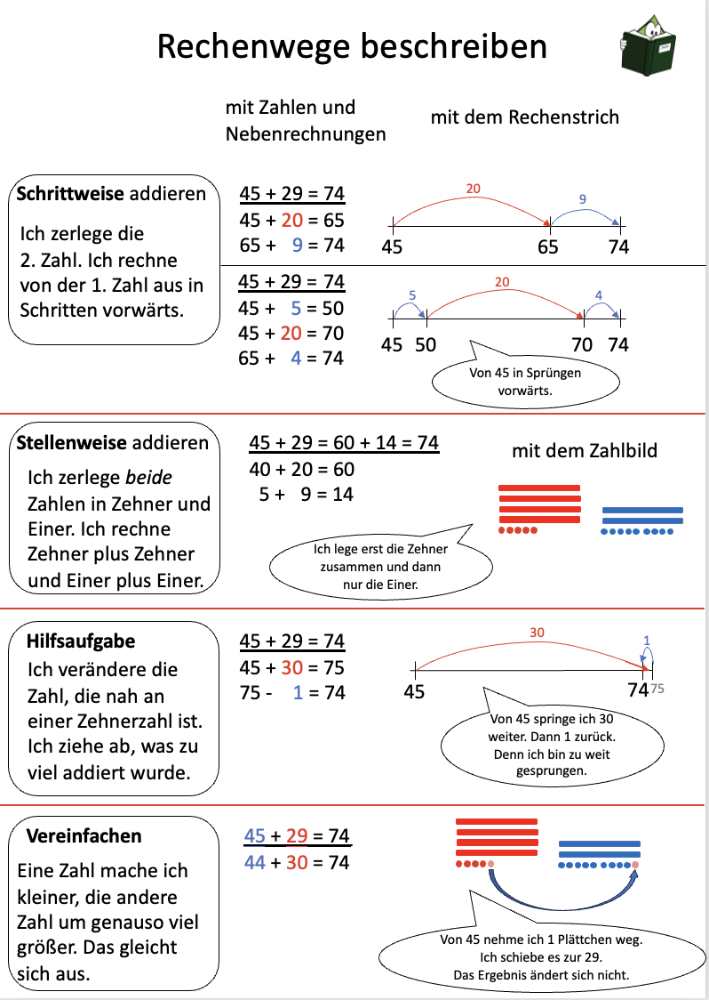 Rechenwege beschreiben
mit Zahlen und
Nebenrechnungen
mit dem Rechenstrich
Schrittweise addieren
Ich zerlege die
2. Zahl. Ich rechne
von der 1. Zahl aus in
Schritten vorwärts.
45 + 29 = 74
45 + 20 = 65
65 + 9 = 74
20
9
45
65
74
45 + 29 = 74
45 + 5 = 50
45 + 20 = 70
65 + 4 = 74
5
20
4
45
50
70
74
Von 45 in Sprüngen
vorwärts.
Stellenweise addieren
Ich zerlege beide
Zahlen in Zehner und
Einer. Ich rechne
Zehner plus Zehner
und Einer plus Einer.
45 + 29 = 60 + 14 = 74
40 + 20 = 60
5 + 9 = 14
mit dem Zahlbild
Ich lege erst die Zehner
zusammen und dann
nur die Einer.
Hilfsaufgabe
Ich verändere die
Zahl, die nah an
einer Zehnerzahl ist.
Ich ziehe ab, was zu
viel addiert wurde.
45 + 29 = 74
45 + 30 = 75
75 - 1 = 74
30
1
45
74
75
Von 45 springe ich 30
weiter. Dann 1 zurück.
Denn ich bin zu weit
gesprungen.
Vereinfachen
Eine Zahl mache ich
kleiner, die andere
Zahl um genauso viel
größer. Das gleicht
sich aus.
45 + 29 = 74
44 + 30 = 74
Von 45 nehme ich 1 Plättchen weg.
Ich schiebe es zur 29.
Das Ergebnis ändert sich nicht.